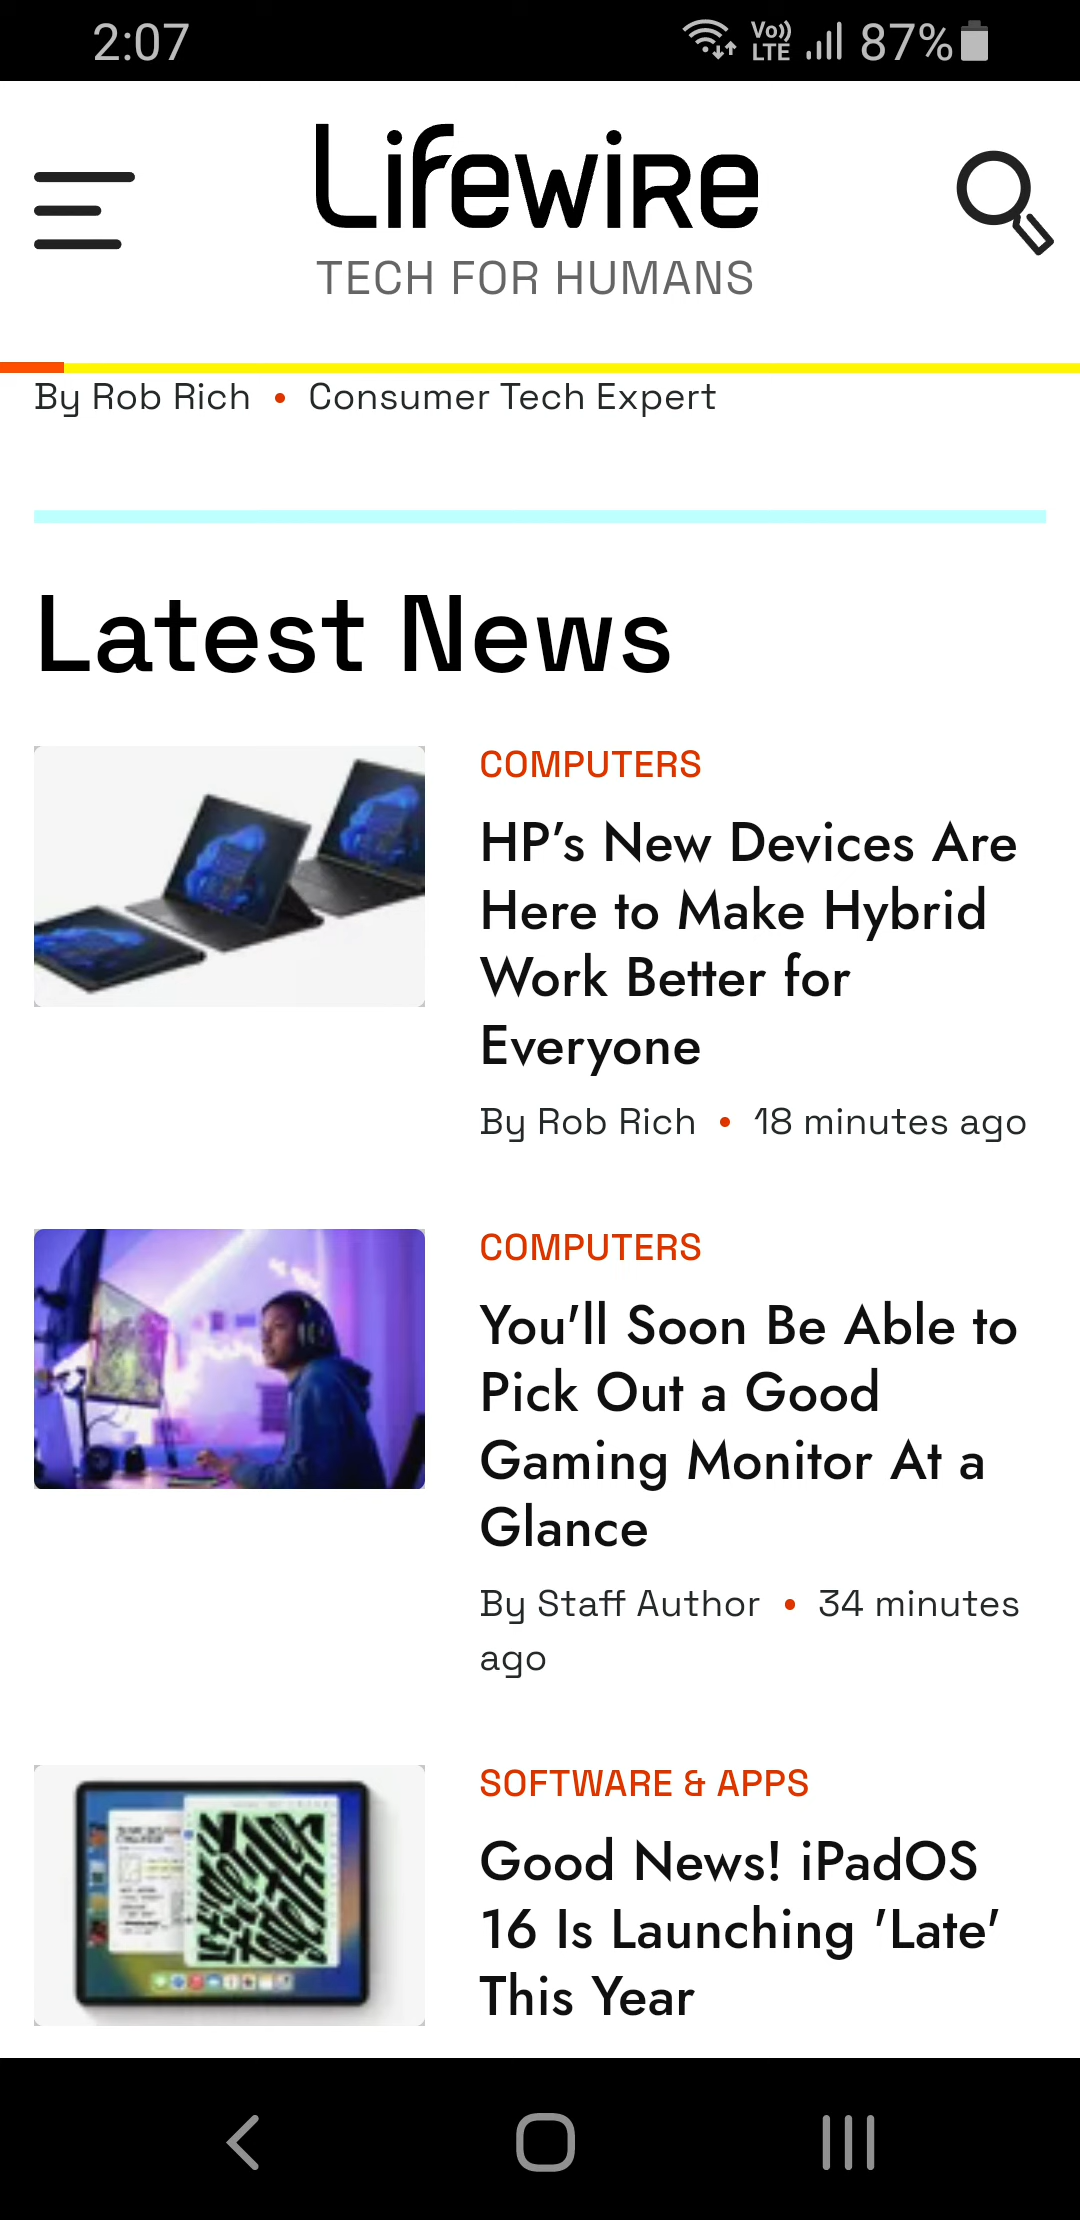 2:07
Vo)) LTE 87%
Lifewire
TECH FOR HUMANS
By Rob Rich • Consumer Tech Expert
Latest News
COMPUTERS
HP’s New Devices Are
Here to Make Hybrid
Work Better for
Everyone
By Rob Rich • 18 minutes ago
COMPUTERS
You'll Soon Be Able to
Pick Out a Good
Gaming Monitor At a
Glance
By Staff Author • 34 minutes
ago
SOFTWARE & APPS
Good News! iPadOS
16 Is Launching 'Late'
This Year